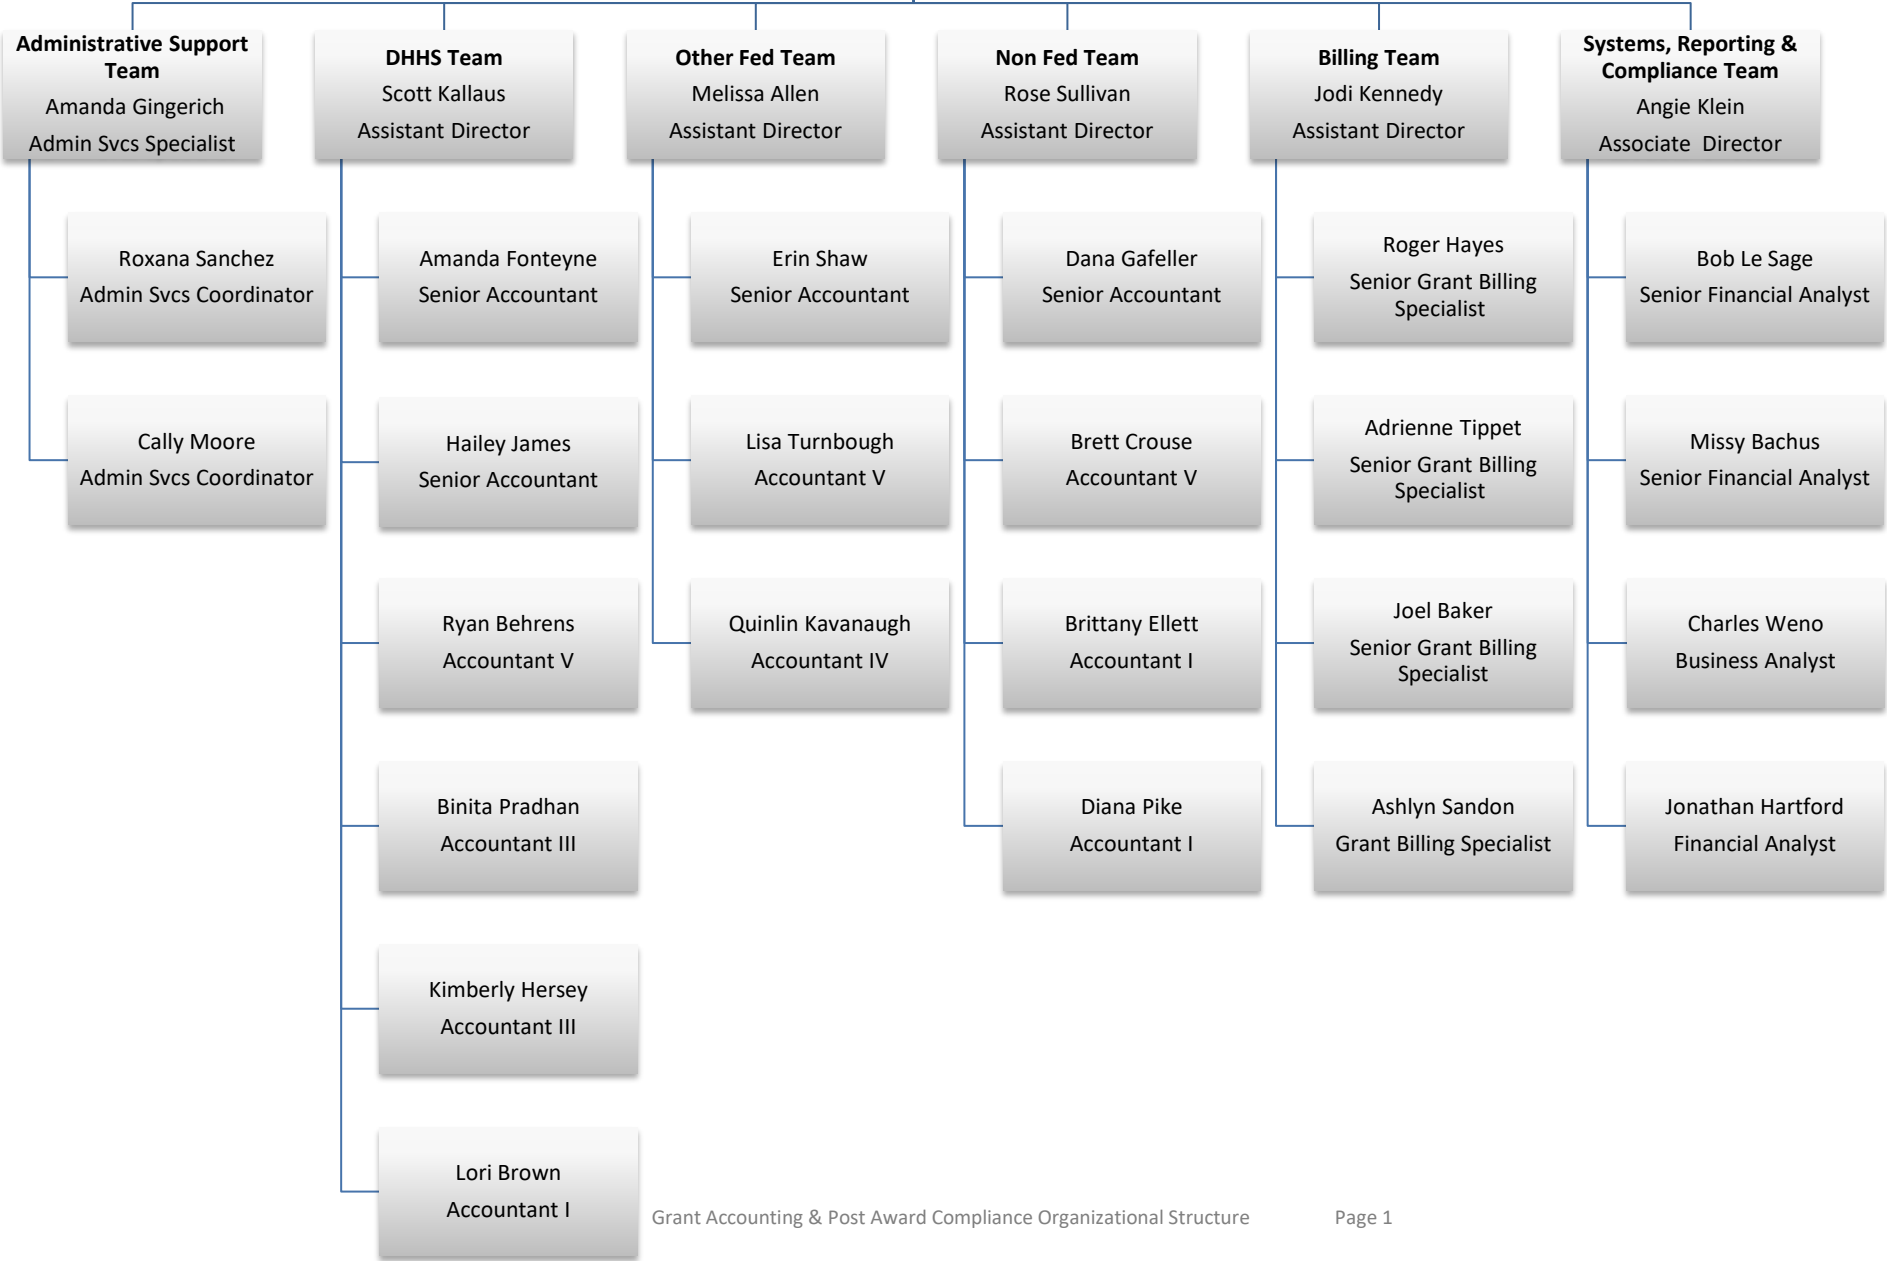 Administrative Support
Team
Amanda Gingerich
Admin Svcs Specialist
Roxana Sanchez
Admin Svcs Coordinator
Cally Moore
Admin Svcs Coordinator
DHHS Team
Scott Kallaus
Assistant Director
Amanda Fonteyne
Senior Accountant
Hailey James
Senior Accountant
Ryan Behrens
Accountant V
Binita Pradhan
Accountant III
Kimberly Hersey
Accountant III
Lori Brown
Accountant I
Other Fed Team
Melissa Allen
Assistant Director
Erin Shaw
Senior Accountant
Lisa Turnbough
Accountant V
Quinlin Kavanaugh
Accountant IV
Non Fed Team
Rose Sullivan
Assistant Director
Dana Gafeller
Senior Accountant
Brett Crouse
Accountant V
Brittany Ellett
Accountant I
Diana Pike
Accountant I
Billing Team
Jodi Kennedy
Assistant Director
Roger Hayes
Senior Grant Billing
Specialist
Adrienne Tippet
Senior Grant Billing
Specialist
Joel Baker
Senior Grant Billing
Specialist
Ashlyn Sandon
Grant Billing Specialist
Systems, Reporting &
Compliance Team
Angie Klein
Associate Director
Bob Le Sage
Senior Financial Analyst
Missy Bachus
Senior Financial Analyst
Charles Weno
Business Analyst
Jonathan Hartford
Financial Analyst
Grant Accounting & Post Award Compliance Organizational Structure Page 1